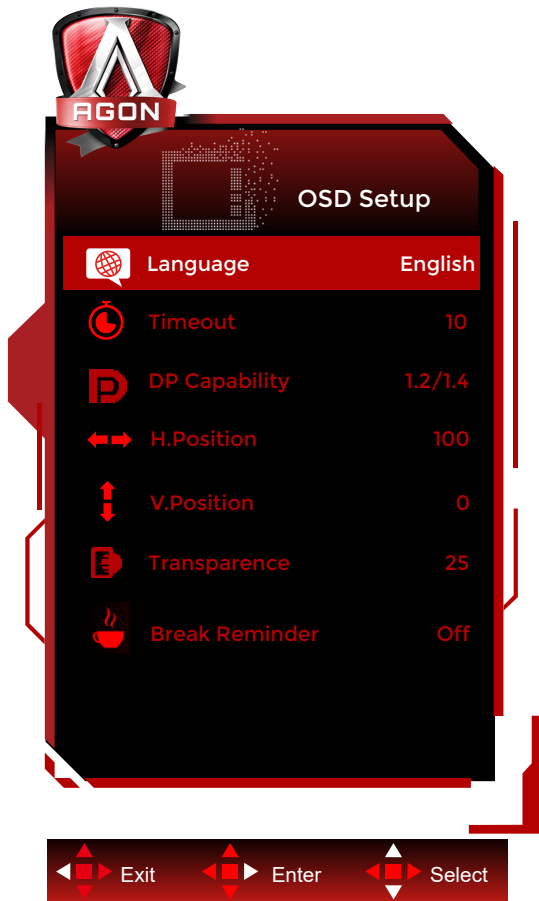 AGON
OSD Setup
Language English
Timeout 10
DP Capability 1.2/1.4
H.Position 100
V.Position 0
Transparence 25
Break Reminder Off
Exit Enter Select